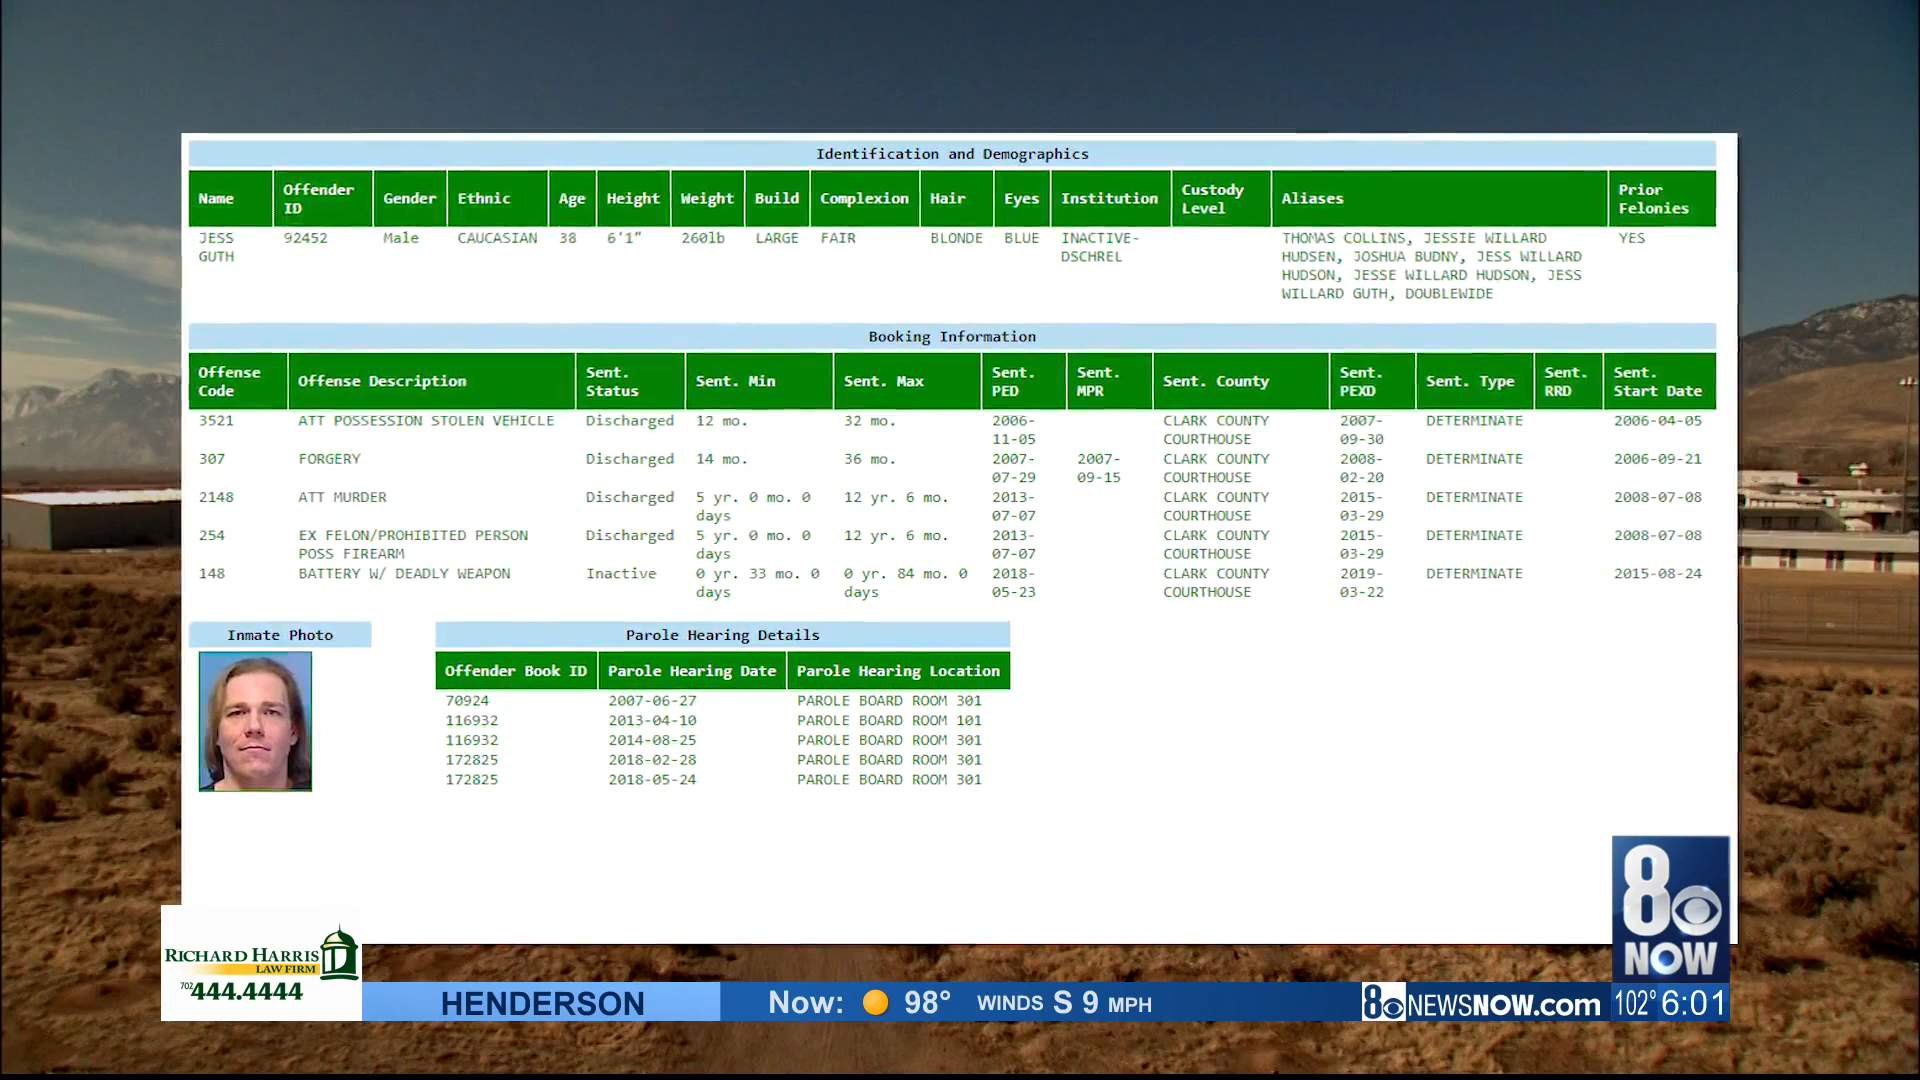 Identification and Demographics
Name Offender ID Gender Ethnic Age Height Weight Build Complexion Hair Eyes Institution Custody Level Aliases Prior Felonies
JESS GUTH 92452 Male CAUCASIAN 38 6'1" 260lb LARGE FAIR BLONDE BLUE INACTIVE-DSCHREL THOMAS COLLINS, JESSIE WILLARD HUDSEN, JOSHUA BUDNY, JESS WILLARD HUDSON, JESSE WILLARD HUDSON, JESS WILLARD GUTH, DOUBLEWIDE YES
Booking Information
Offense Code Offense Description Sent. Status Sent. Min Sent. Max Sent. PED Sent. MPR Sent. County Sent. PEXD Sent. Type Sent. RRD Sent. Start Date
3521 ATT POSSESSION STOLEN VEHICLE Discharged 12 mo. 32 mo. 2006-11-05 CLARK COUNTY COURTHOUSE 2007-09-30 DETERMINATE 2006-04-05
307 FORGERY Discharged 14 mo. 36 mo. 2007-07-29 2007-09-15 CLARK COUNTY COURTHOUSE 2008-02-20 DETERMINATE 2006-09-21
2148 ATT MURDER Discharged 5 yr. 0 mo. 0 days 12 yr. 6 mo. 2013-07-07 CLARK COUNTY COURTHOUSE 2015-03-29 DETERMINATE 2008-07-08
254 EX FELON/PROHIBITED PERSON POSS FIREARM Discharged 5 yr. 0 mo. 0 days 12 yr. 6 mo. 2013-07-07 CLARK COUNTY COURTHOUSE 2015-03-29 DETERMINATE 2008-07-08
148 BATTERY W/ DEADLY WEAPON Inactive 0 yr. 33 mo. 0 days 0 yr. 84 mo. 0 days 2018-05-23 CLARK COUNTY COURTHOUSE 2019-03-22 DETERMINATE 2015-08-24
Inmate Photo
Parole Hearing Details
Offender Book ID Parole Hearing Date Parole Hearing Location
70924 2007-06-27 PAROLE BOARD ROOM 301
116932 2013-04-10 PAROLE BOARD ROOM 101
116932 2014-08-25 PAROLE BOARD ROOM 301
172825 2018-02-28 PAROLE BOARD ROOM 301
172825 2018-05-24 PAROLE BOARD ROOM 301
8
NOW
RICHARD HARRIS
LAW FIRM
702 444.4444
HENDERSON
Now: 98° WINDS S 9 MPH
8 NEWSNOW.com
102° 6:01